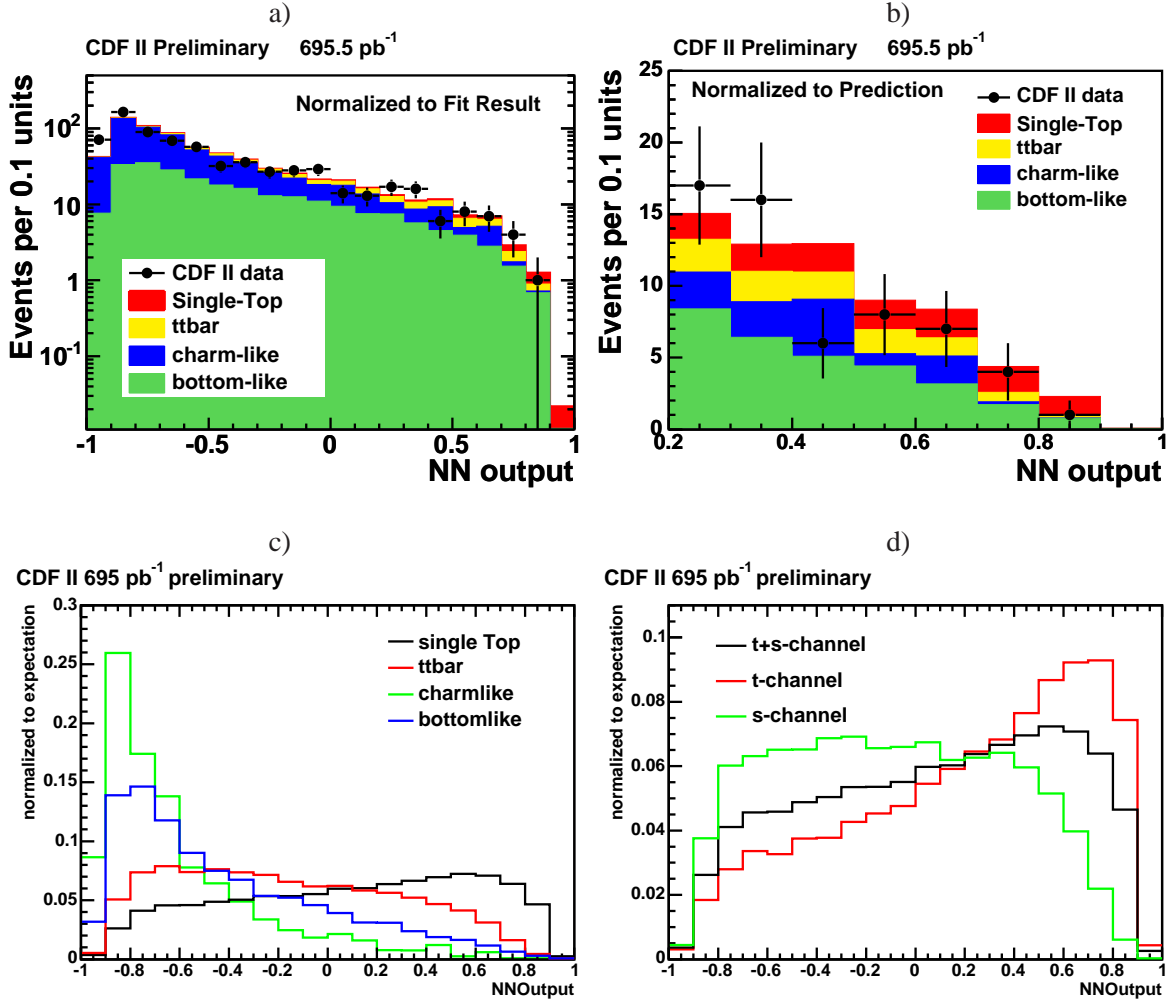 a)
CDF II Preliminary 695.5 pb⁻¹
Events per 0.1 units
Normalized to Fit Result
10²
10
1
10⁻¹
CDF II data
Single-Top
ttbar
charm-like
bottom-like
-1 -0.5 0 0.5 1
NN output
b)
CDF II Preliminary 695.5 pb⁻¹
Events per 0.1 units
Normalized to Prediction
25
20
15
10
5
0
CDF II data
Single-Top
ttbar
charm-like
bottom-like
0.2 0.4 0.6 0.8 1
NN output
c)
CDF II 695 pb⁻¹ preliminary
normalized to expectation
0.3
0.25
0.2
0.15
0.1
0.05
0
single Top
ttbar
charmlike
bottomlike
-1 -0.8 -0.6 -0.4 -0.2 0 0.2 0.4 0.6 0.8 1
NNOutput
d)
CDF II 695 pb⁻¹ preliminary
normalized to expectation
0.1
0.08
0.06
0.04
0.02
0
t+s-channel
t-channel
s-channel
-1 -0.8 -0.6 -0.4 -0.2 0 0.2 0.4 0.6 0.8 1
NNOutput